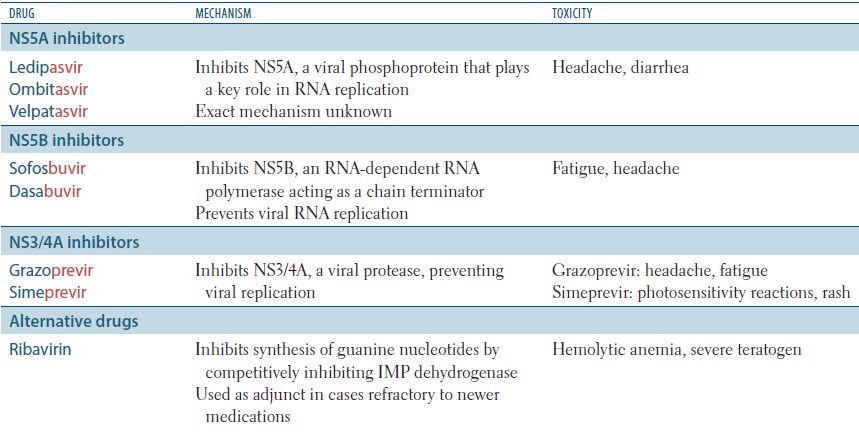 DRUG MECHANISM TOXICITY
NS5A inhibitors
Ledipasvir Inhibits NS5A, a viral phosphoprotein that plays Headache, diarrhea
Ombitasvir a key role in RNA replication
Velpatasvir Exact mechanism unknown
NS5B inhibitors
Sofosbuvir Inhibits NS5B, an RNA-dependent RNA Fatigue, headache
Dasabuvir polymerase acting as a chain terminator
Prevents viral RNA replication
NS3/4A inhibitors
Grazoprevir Inhibits NS3/4A, a viral protease, preventing Grazoprevir: headache, fatigue
Simeprevir viral replication Simeprevir: photosensitivity reactions, rash
Alternative drugs
Ribavirin Inhibits synthesis of guanine nucleotides by Hemolytic anemia, severe teratogen
competitively inhibiting IMP dehydrogenase
Used as adjunct in cases refractory to newer
medications